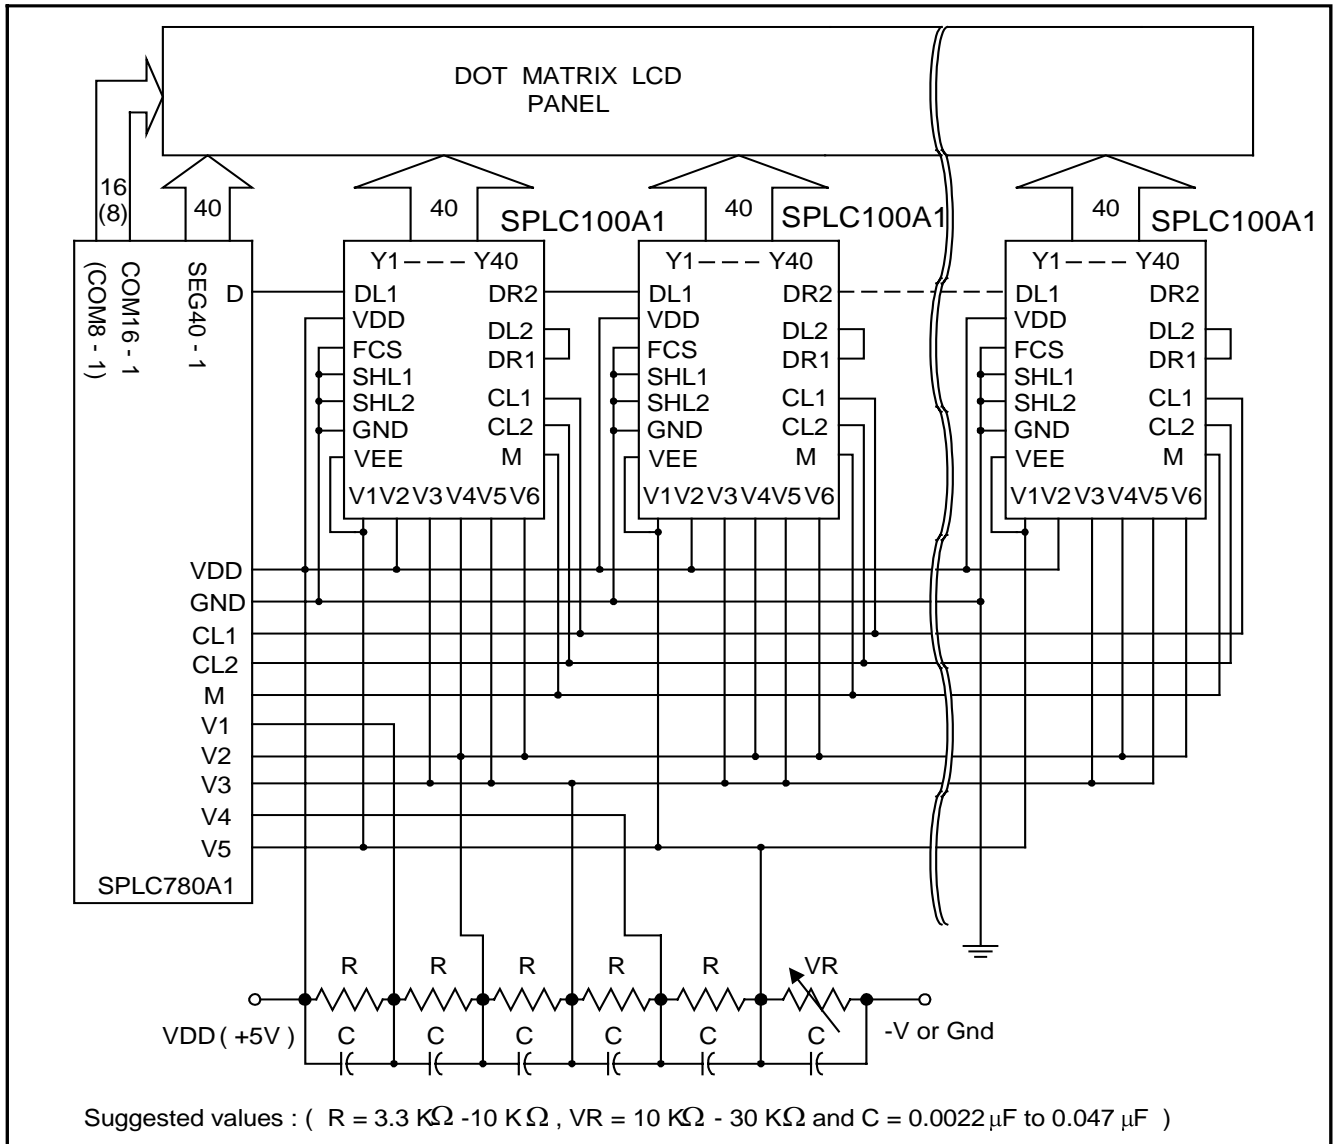 DOT MATRIX LCD
PANEL
16
(8)
40
40
40
40
SPLC100A1
SPLC100A1
SPLC100A1
(COM8 - 1)
COM16 - 1
SEG40 - 1
D
Y1 Y40
DL1 DR2
VDD
DL2
FCS
DR1
SHL1
CL1
SHL2
CL2
GND
VEE M
V1 V2 V3 V4 V5 V6
Y1 Y40
DL1 DR2
VDD
DL2
FCS
DR1
SHL1
CL1
SHL2
CL2
GND
VEE M
V1 V2 V3 V4 V5 V6
Y1 Y40
DL1 DR2
VDD
DL2
FCS
DR1
SHL1
CL1
SHL2
CL2
GND
VEE M
V1 V2 V3 V4 V5 V6
VDD
GND
CL1
CL2
M
V1
V2
V3
V4
V5
SPLC780A1
R R R R R VR
VDD ( +5V )
C C C C C C
-V or Gnd
Suggested values : ( R = 3.3 KΩ -10 KΩ , VR = 10 KΩ - 30 KΩ and C = 0.0022 µF to 0.047 µF )